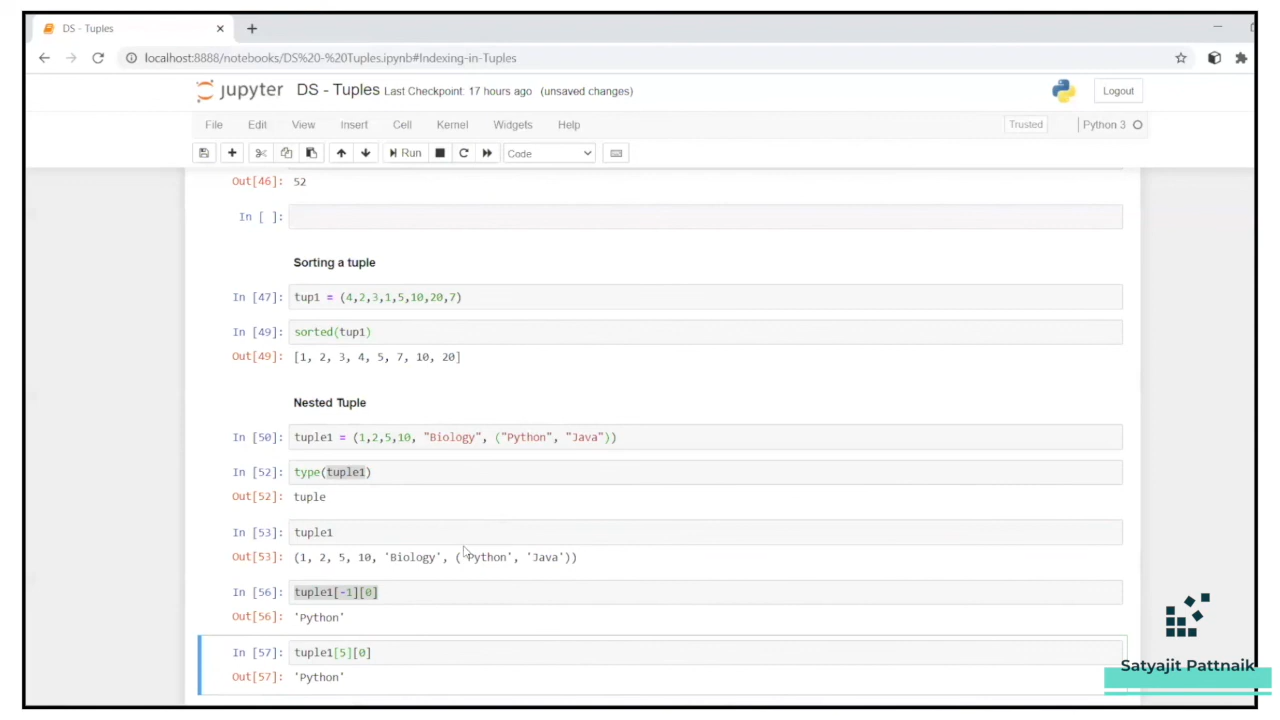 DS - Tuples
localhost:8888/notebooks/DS%20-%20Tuples.ipynb#Indexing-in-Tuples
jupyter DS - Tuples Last Checkpoint: 17 hours ago (unsaved changes) Logout
File Edit View Insert Cell Kernel Widgets Help Trusted Python 3
Run Code
Out[46]: 52
In [ ]:
Sorting a tuple
In [47]: tup1 = (4,2,3,1,5,10,20,7)
In [49]: sorted(tup1)
Out[49]: [1, 2, 3, 4, 5, 7, 10, 20]
Nested Tuple
In [50]: tuple1 = (1,2,5,10, "Biology", ("Python", "Java"))
In [52]: type(tuple1)
Out[52]: tuple
In [53]: tuple1
Out[53]: (1, 2, 5, 10, 'Biology', ('Python', 'Java'))
In [56]: tuple1[-1][0]
Out[56]: 'Python'
In [57]: tuple1[5][0]
Out[57]: 'Python'
Satyajit Pattnaik